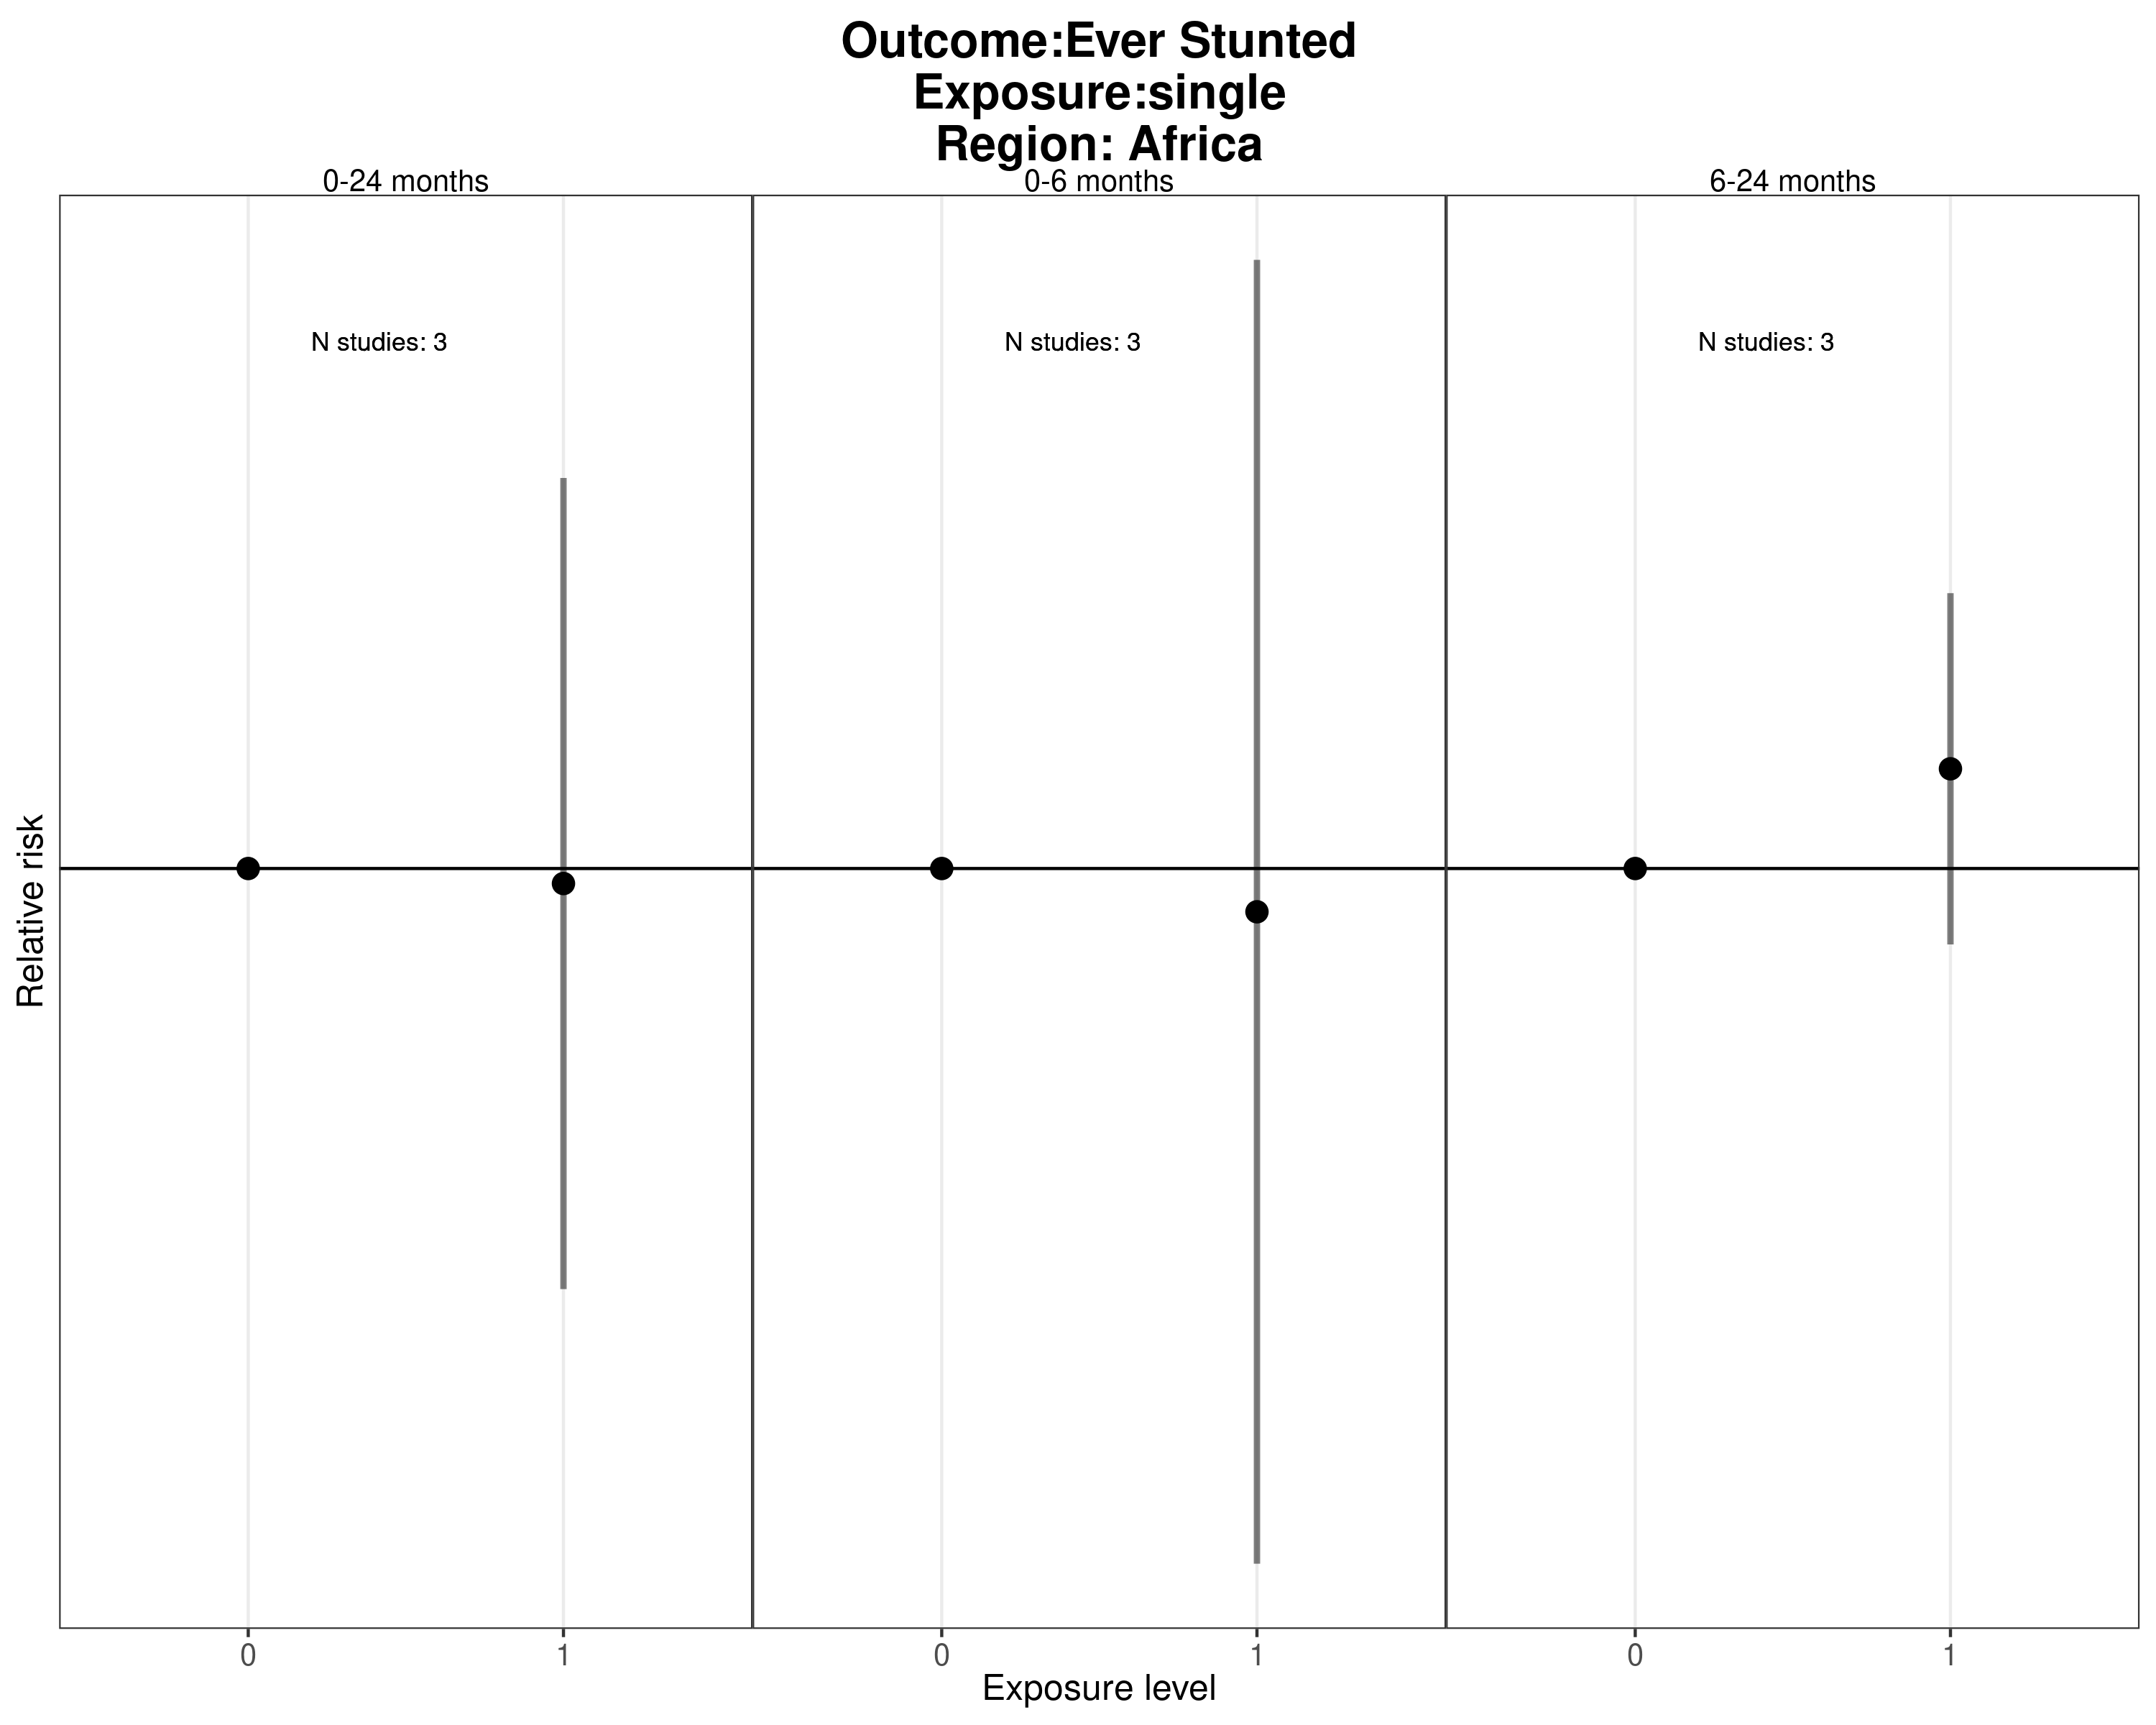 Outcome:Ever Stunted
Exposure:single
Region: Africa
0-24 months
0-6 months
6-24 months
N studies: 3
N studies: 3
N studies: 3
Relative risk
0
1
0
1
0
1
Exposure level